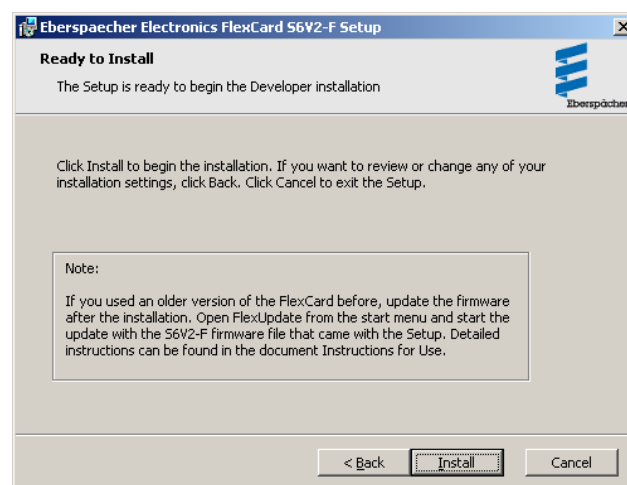 Eberspaecher Electronics FlexCard S6V2-F Setup
Ready to Install
The Setup is ready to begin the Developer installation
Eberspächer
Click Install to begin the installation. If you want to review or change any of your
installation settings, click Back. Click Cancel to exit the Setup.
Note:
If you used an older version of the FlexCard before, update the firmware
after the installation. Open FlexUpdate from the start menu and start the
update with the S6V2-F firmware file that came with the Setup. Detailed
instructions can be found in the document Instructions for Use.
< Back
Install
Cancel